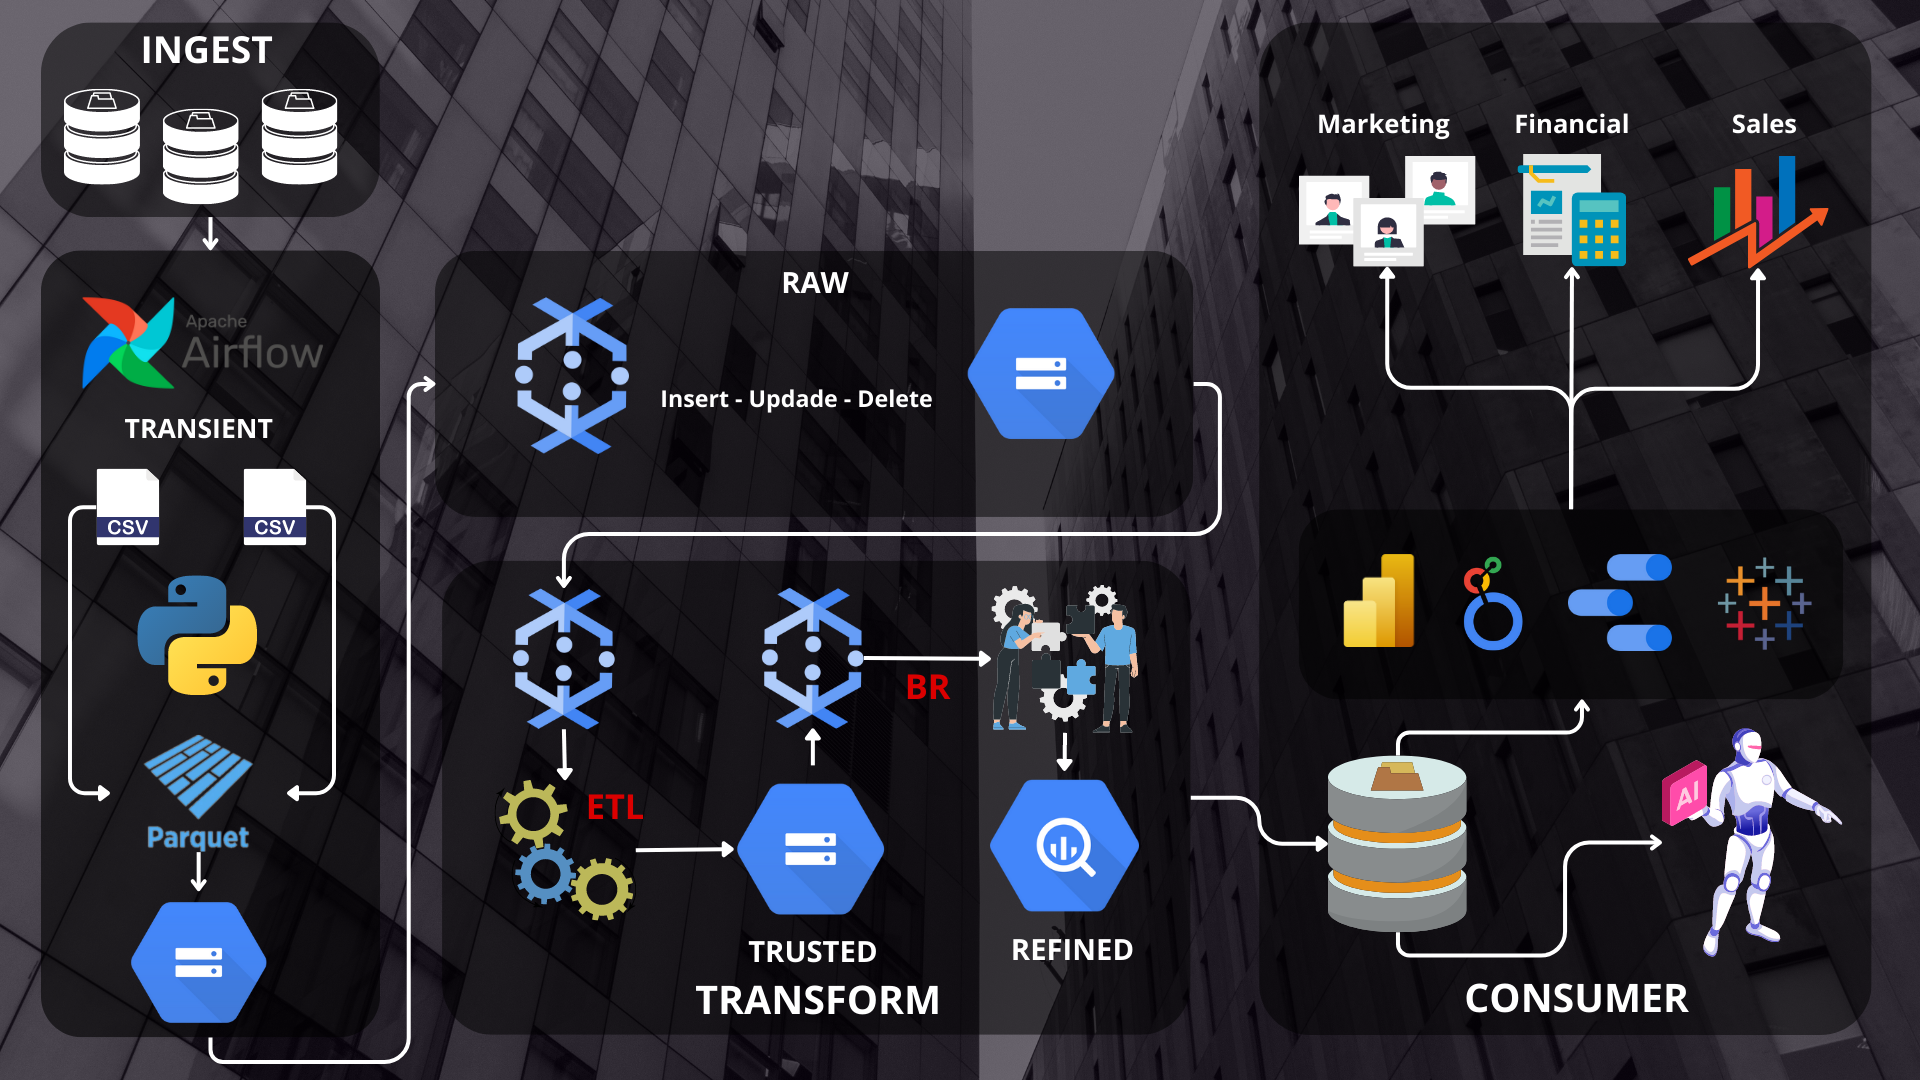 INGEST
Apache
Airflow
TRANSIENT
CSV
CSV
Parquet
RAW
Insert - Updade - Delete
ETL
BR
TRUSTED
REFINED
TRANSFORM
Marketing
Financial
Sales
AI
CONSUMER